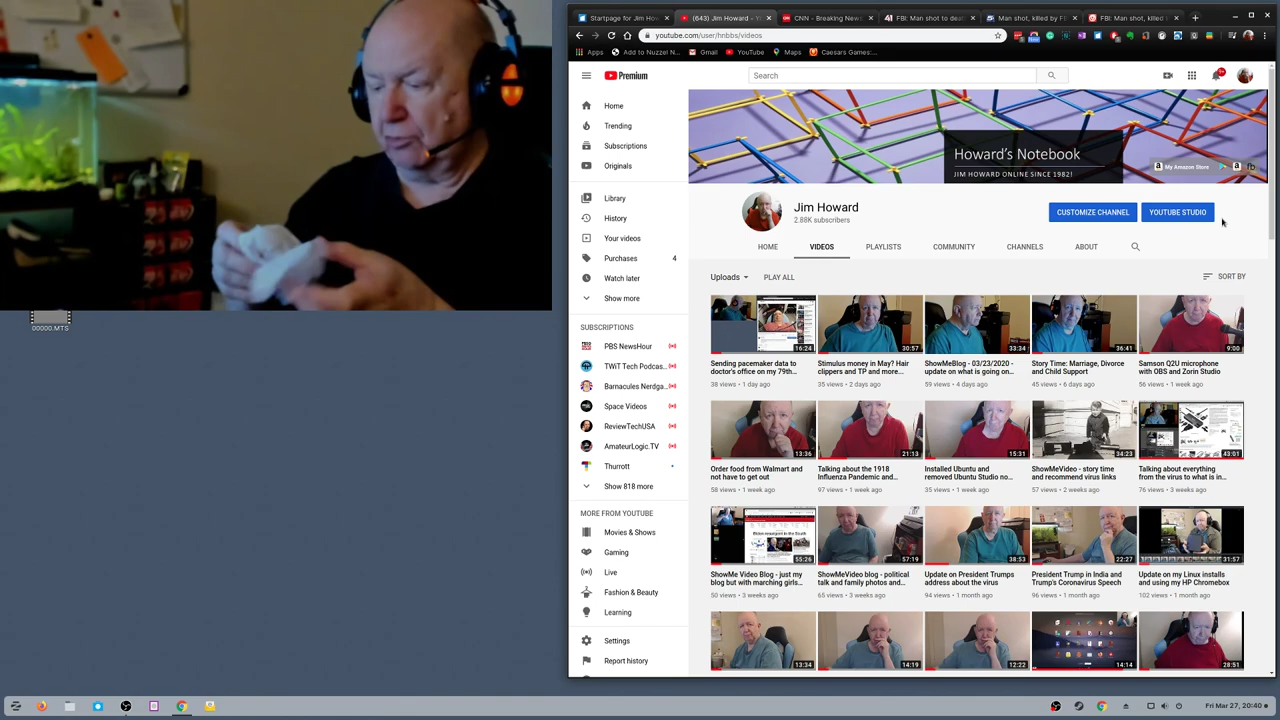 Startpage for Jim Ho
(643) Jim Howard - Y
CNN - Breaking News
FBI: Man shot to dea
Man shot, killed by F
FBI: Man shot, killed
youtube.com/user/hnbbs/videos
Apps
Add to Nuzzel N...
Gmail
YouTube
Maps
Caesars Games:...
Premium
Search
9+
Home
Trending
Subscriptions
Originals
Library
History
Your videos
Purchases 4
Watch later
Show more
SUBSCRIPTIONS
PBS NewsHour
TWiT Tech Podcas...
Barnacules Nerdga...
Space Videos
ReviewTechUSA
AmateurLogic.TV
Thurrott
Show 818 more
MORE FROM YOUTUBE
Movies & Shows
Gaming
Live
Fashion & Beauty
Learning
Settings
Report history
Howard's Notebook
JIM HOWARD ONLINE SINCE 1982!
My Amazon Store
Jim Howard
2.88K subscribers
CUSTOMIZE CHANNEL
YOUTUBE STUDIO
HOME
VIDEOS
PLAYLISTS
COMMUNITY
CHANNELS
ABOUT
Uploads
PLAY ALL
SORT BY
16:24
30:57
33:34
36:41
9:00
Sending pacemaker data to
doctor's office on my 79th...
38 views • 1 day ago
Stimulus money in May? Hair
clippers and TP and more...
35 views • 2 days ago
ShowMeBlog - 03/23/2020 -
update on what is going on...
59 views • 4 days ago
Story Time: Marriage, Divorce
and Child Support
45 views • 6 days ago
Samson Q2U microphone
with OBS and Zorin Studio
56 views • 1 week ago
13:36
21:13
15:31
34:23
43:01
Order food from Walmart and
not have to get out
58 views • 1 week ago
Talking about the 1918
Influenza Pandemic and...
97 views • 1 week ago
Installed Ubuntu and
removed Ubuntu Studio no...
35 views • 1 week ago
ShowMeVideo - story time
and recommend virus links
57 views • 2 weeks ago
Talking about everything
from the virus to what is in...
76 views • 3 weeks ago
55:26
57:19
38:53
22:27
31:57
ShowMe Video Blog - just my
blog but with marching girls...
50 views • 3 weeks ago
ShowMeVideo blog - political
talk and family photos and...
65 views • 3 weeks ago
Update on President Trumps
address about the virus
94 views • 1 month ago
President Trump in India and
Trump's Coronavirus Speech
96 views • 1 month ago
Update on my Linux installs
and using my HP Chromebox
102 views • 1 month ago
13:34
14:19
12:22
14:14
28:51
00000.MTS
Fri Mar 27, 20:40